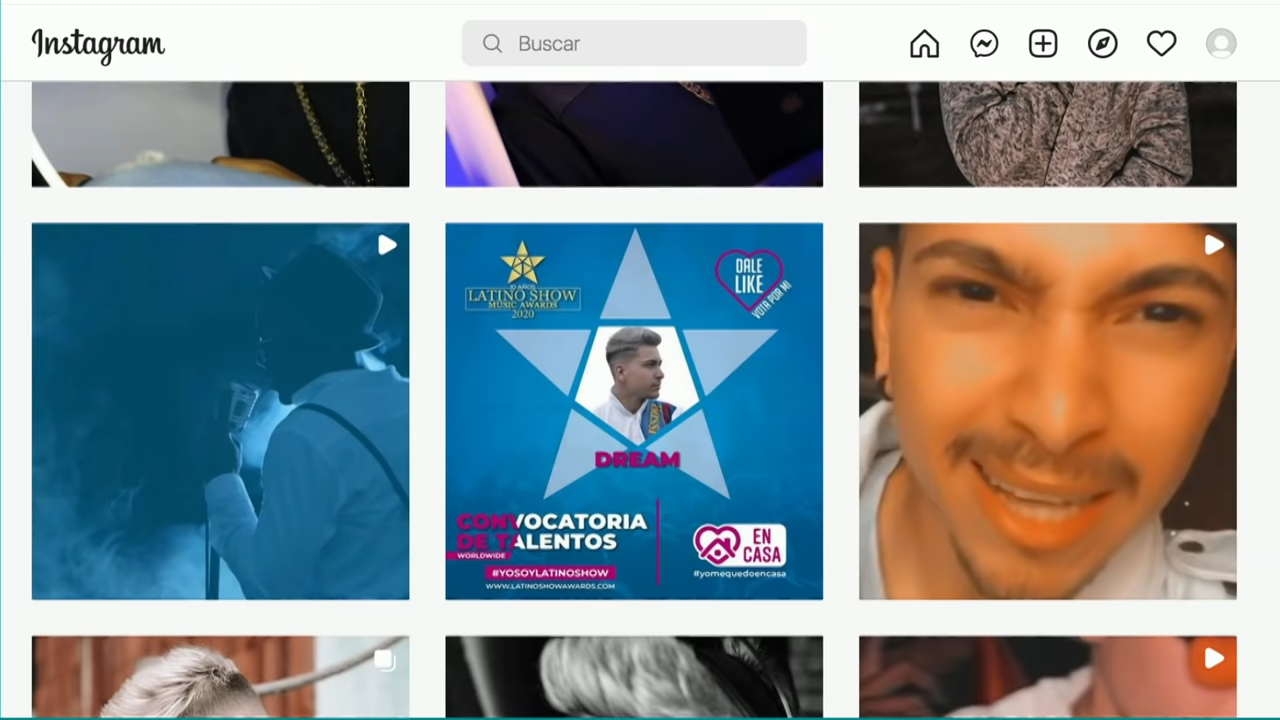 Instagram
Buscar
10 AÑOS
LATINO SHOW
MUSIC AWARDS
2020
DALE
LIKE
VOTA POR MI
DREAM
CONVOCATORIA
DE TALENTOS
WORLDWIDE
#YOSOYLATINOSHOW
WWW.LATINOSHOWAWARDS.COM
EN
CASA
#yomequedoencasa